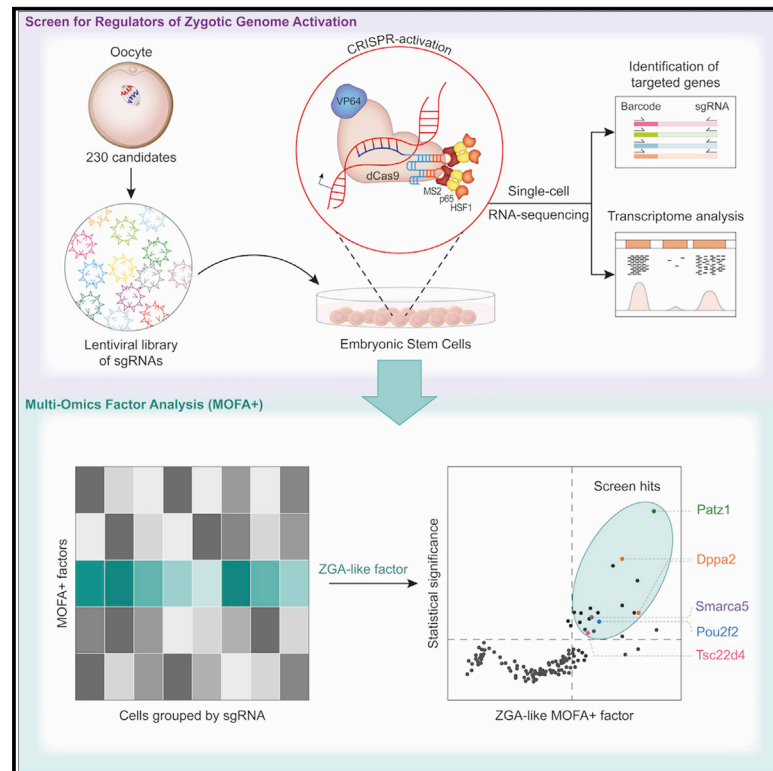 Screen for Regulators of Zygotic Genome Activation
Oocyte
230 candidates
Lentiviral library
of sgRNAs
CRISPR-activation
VP64
dCas9
MS2
p65
HSF1
Embryonic Stem Cells
Single-cell
RNA-sequencing
Identification of
targeted genes
Barcode sgRNA
Transcriptome analysis
Multi-Omics Factor Analysis (MOFA+)
MOFA+ factors
Cells grouped by sgRNA
ZGA-like factor
Statistical significance
Screen hits
Patz1
Dppa2
Smarca5
Pou2f2
Tsc22d4
ZGA-like MOFA+ factor